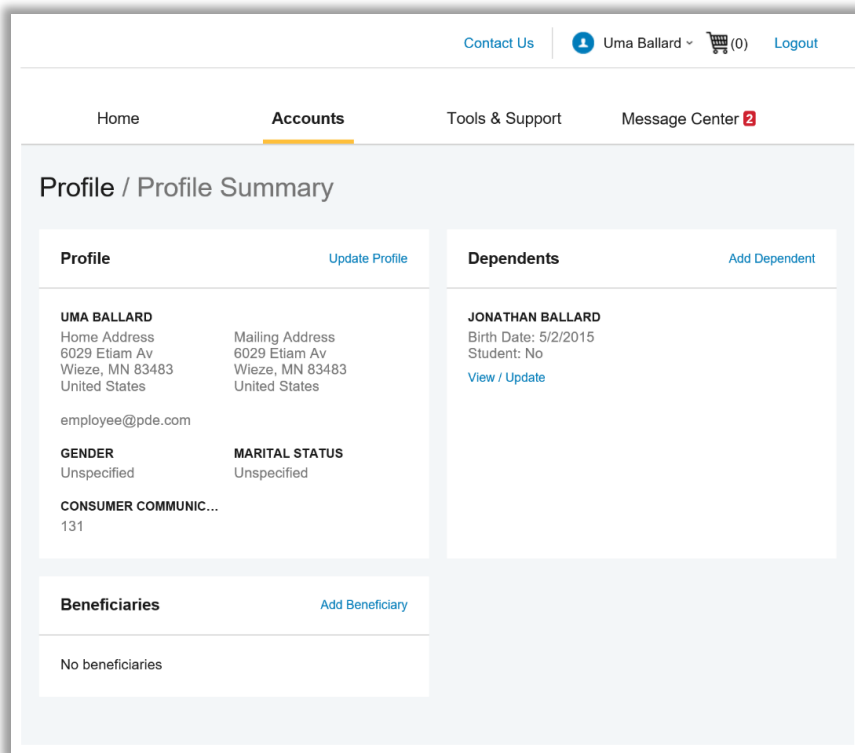 Contact Us
Uma Ballard
(0)
Logout
Home
Accounts
Tools & Support
Message Center 2
Profile / Profile Summary
Profile
Update Profile
UMA BALLARD
Home Address
6029 Etiam Av
Wieze, MN 83483
United States
Mailing Address
6029 Etiam Av
Wieze, MN 83483
United States
employee@pde.com
GENDER
Unspecified
MARITAL STATUS
Unspecified
CONSUMER COMMUNIC...
131
Dependents
Add Dependent
JONATHAN BALLARD
Birth Date: 5/2/2015
Student: No
View / Update
Beneficiaries
Add Beneficiary
No beneficiaries